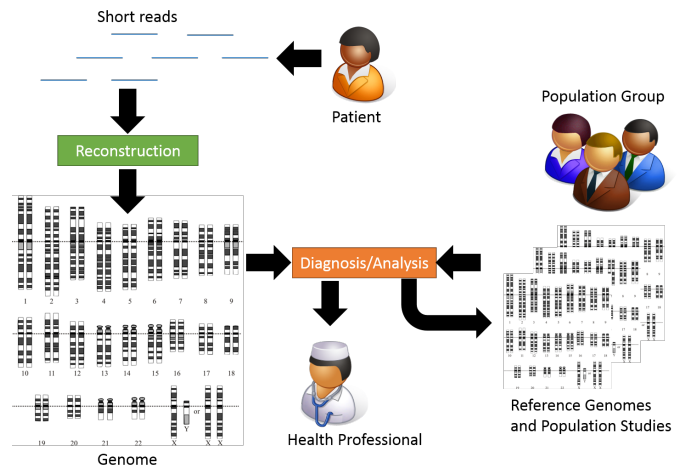 Short reads
Patient
Population Group
Reconstruction
Diagnosis/Analysis
1 2 3 4 5 6 7 8 9
10 11 12 13 14 15 16 17 18
19 20 21 22 X Y or X X
Genome
Health Professional
Reference Genomes
and Population Studies